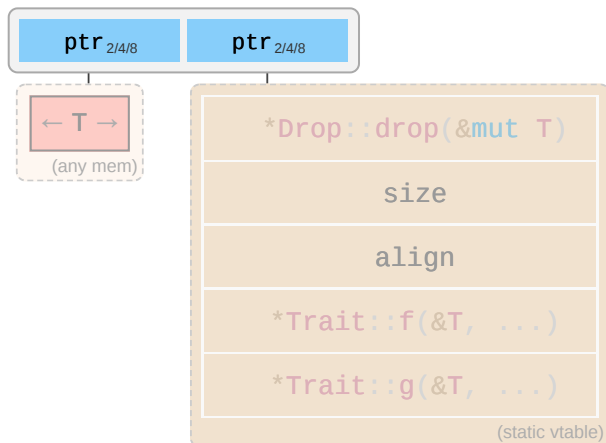 ptr2/4/8 ptr2/4/8
← T →
(any mem)
*Drop::drop(&mut T)
size
align
*Trait::f(&T, ...)
*Trait::g(&T, ...)
(static vtable)